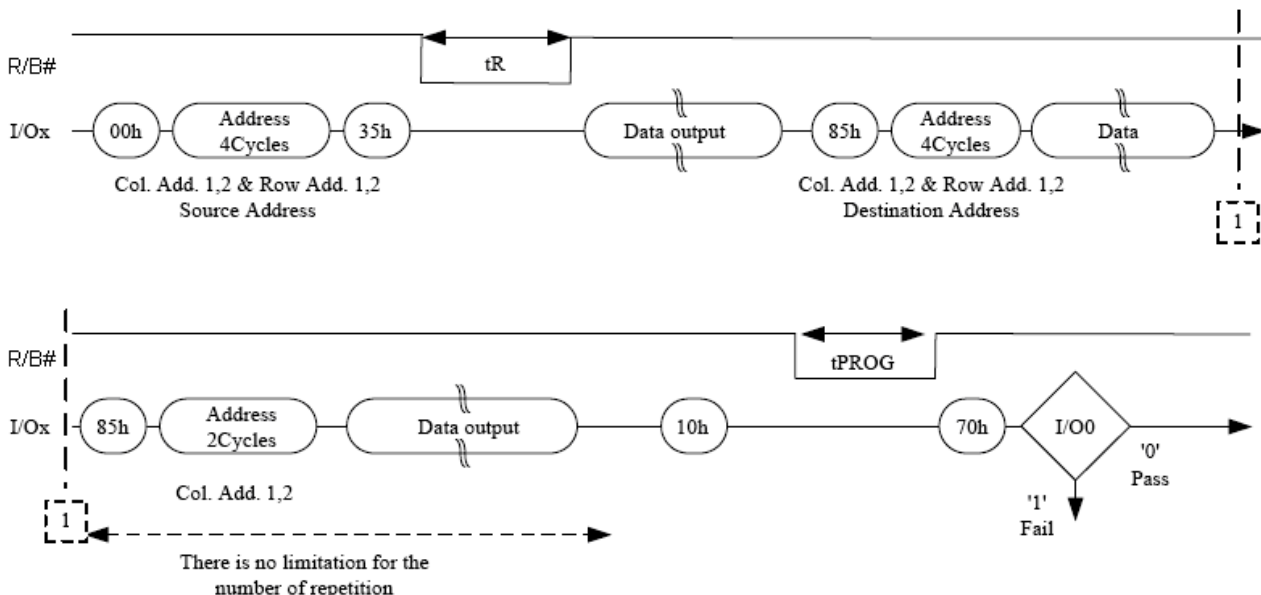 R/B#
tR
I/Ox
00h
Address
4Cycles
35h
Data output
85h
Address
4Cycles
Data
Col. Add. 1,2 & Row Add. 1,2
Source Address
Col. Add. 1,2 & Row Add. 1,2
Destination Address
1
R/B#
tPROG
I/Ox
85h
Address
2Cycles
Data output
10h
70h
I/O0
'0'
Pass
'1'
Fail
Col. Add. 1,2
1
There is no limitation for the
number of repetition